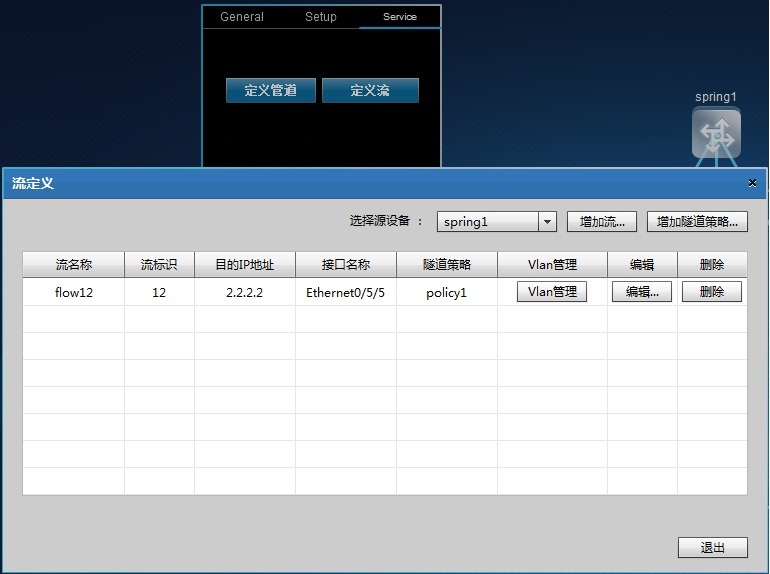 General Setup Service
定义管道 定义流
spring1
流定义
选择源设备 : spring1 增加流... 增加隧道策略...
流名称 流标识 目的IP地址 接口名称 隧道策略 Vlan管理 编辑 删除
flow12 12 2.2.2.2 Ethernet0/5/5 policy1 Vlan管理 编辑... 删除
退出